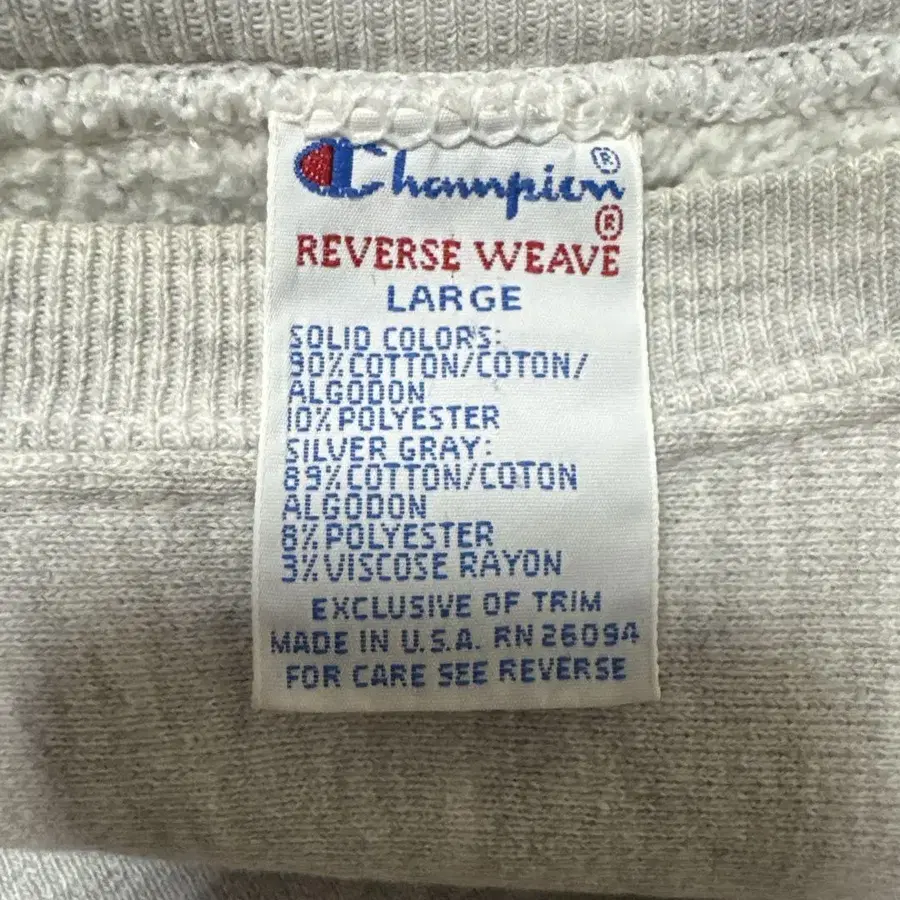 Champion®
®
REVERSE WEAVE
LARGE
SOLID COLORS:
90% COTTON/COTON/
ALGODON
10% POLYESTER
SILVER GRAY:
89% COTTON/COTON
ALGODON
8% POLYESTER
3% VISCOSE RAYON
EXCLUSIVE OF TRIM
MADE IN U.S.A. RN 26094
FOR CARE SEE REVERSE